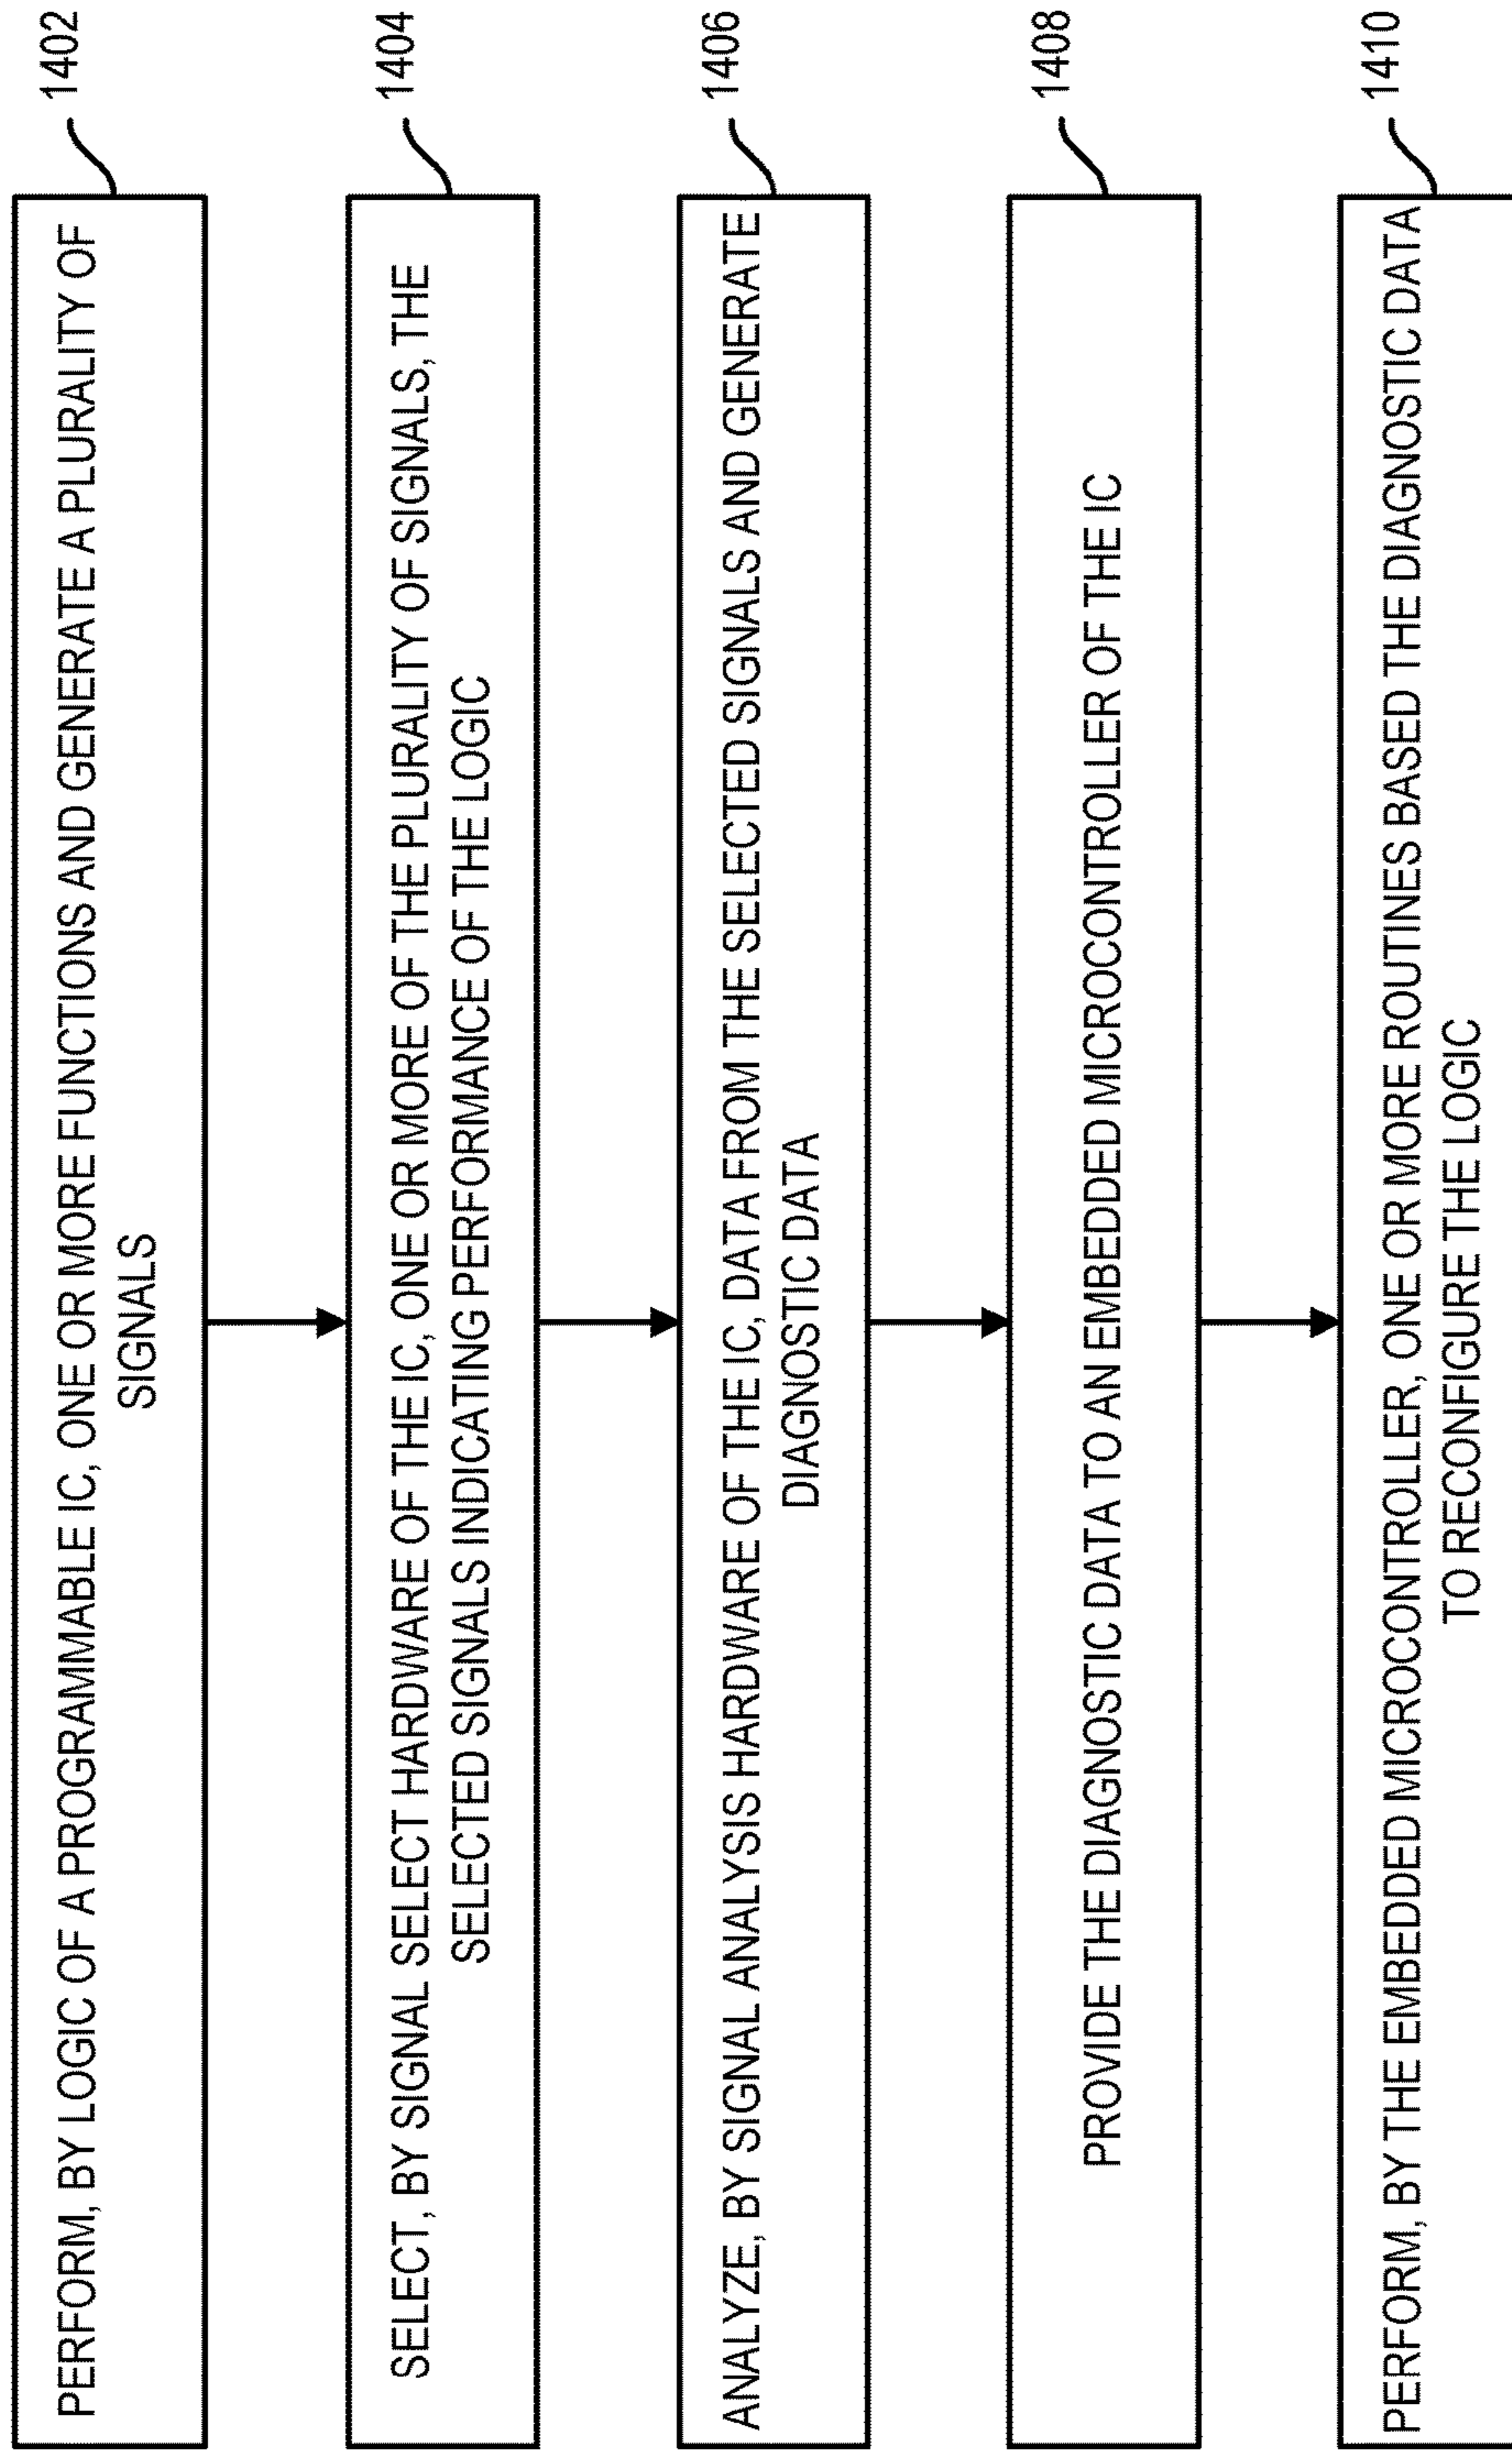 PERFORM, BY LOGIC OF A PROGRAMMABLE IC, ONE OR MORE FUNCTIONS AND GENERATE A PLURALITY OF
SIGNALS
1402
SELECT, BY SIGNAL SELECT HARDWARE OF THE IC, ONE OR MORE OF THE PLURALITY OF SIGNALS, THE
SELECTED SIGNALS INDICATING PERFORMANCE OF THE LOGIC
1404
ANALYZE, BY SIGNAL ANALYSIS HARDWARE OF THE IC, DATA FROM THE SELECTED SIGNALS AND GENERATE
DIAGNOSTIC DATA
1406
PROVIDE THE DIAGNOSTIC DATA TO AN EMBEDDED MICROCONTROLLER OF THE IC
1408
PERFORM, BY THE EMBEDDED MICROCONTROLLER, ONE OR MORE ROUTINES BASED THE DIAGNOSTIC DATA
TO RECONFIGURE THE LOGIC
1410